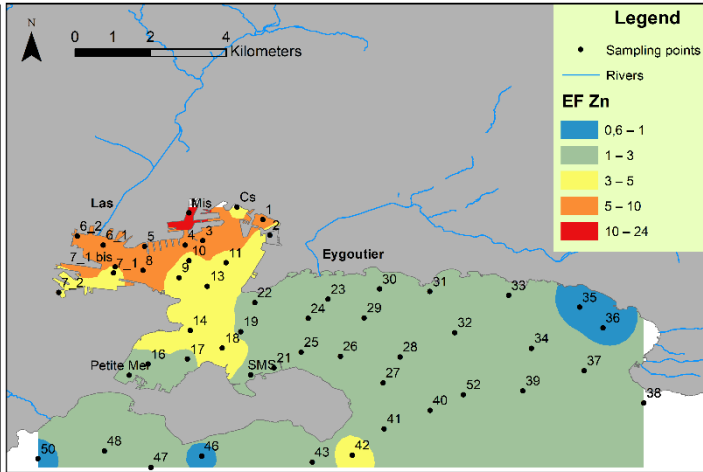 N
0 2 4
Kilometers
Legend
Sampling points
Rivers
EF Zn
0,6 – 1
1 – 3
3 – 5
5 – 10
10 – 24
Las
Mis
Cs
1
6_2
6_1
5
4
3
2
10
11
7_1 bis
7_1
8
7_2
9
13
Eygoutier
22
23
30
31
33
35
24
29
36
14
19
32
18
25
34
16
17
26
28
37
Petite Mer
SMS
21
27
39
38
52
40
41
48
46
42
50
47
43